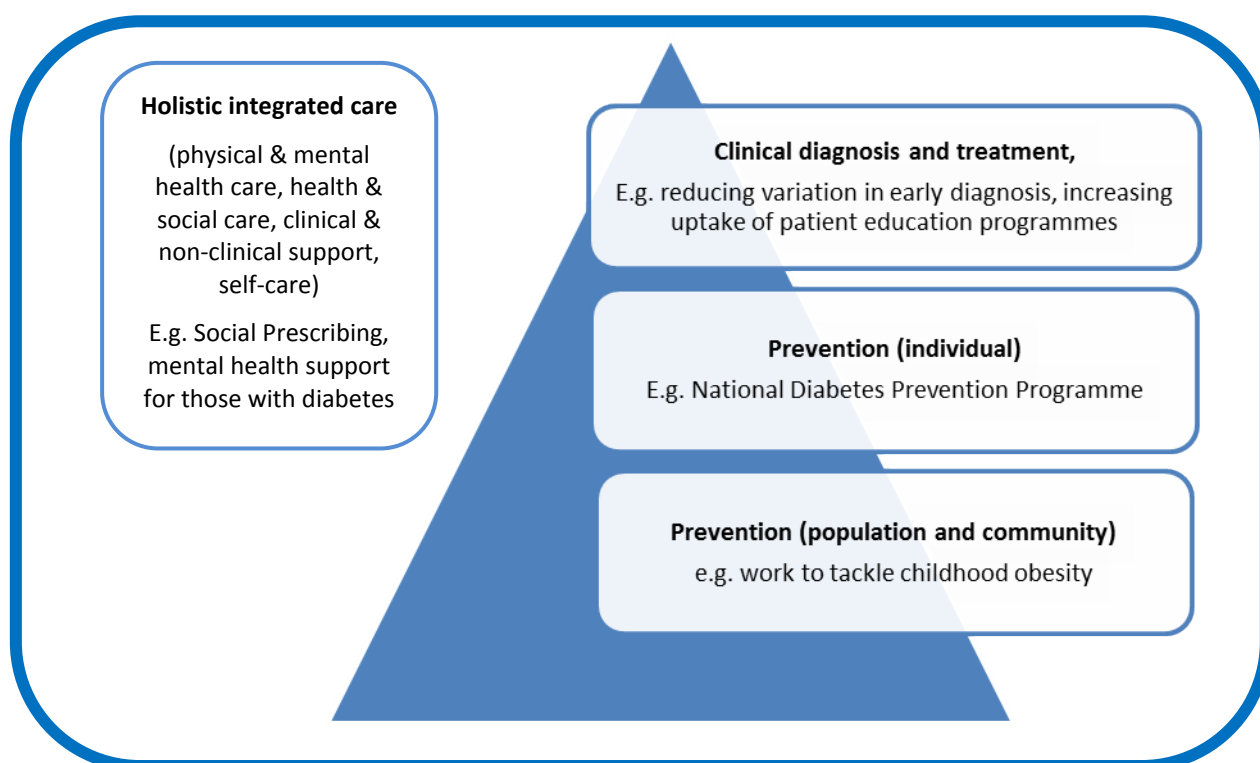 Holistic integrated care
(physical & mental
health care, health &
social care, clinical &
non-clinical support,
self-care)
E.g. Social Prescribing,
mental health support
for those with diabetes
Clinical diagnosis and treatment,
E.g. reducing variation in early diagnosis, increasing
uptake of patient education programmes
Prevention (individual)
E.g. National Diabetes Prevention Programme
Prevention (population and community)
e.g. work to tackle childhood obesity